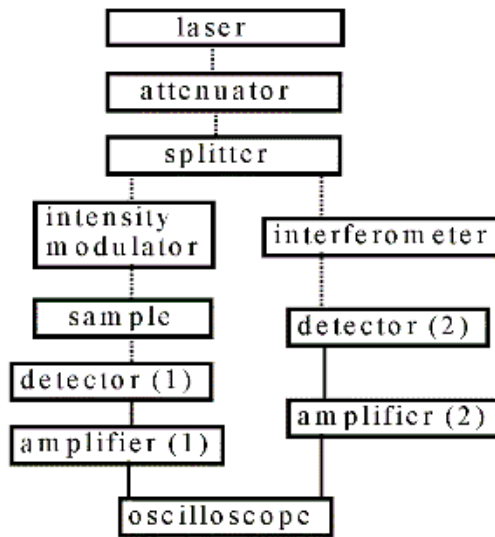 laser
attenuator
splitter
intensity
modulator
interferometer
sample
detector (2)
detector (1)
amplifier (2)
amplifier (1)
oscilloscope